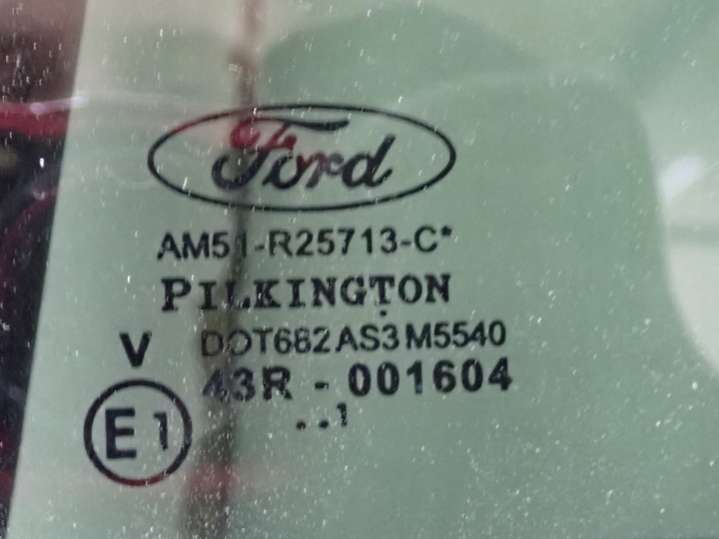 Ford
AM51-R25713-C*
PILKINGTON
V DOT682AS3M5540
43R - 001604
E1 ..1